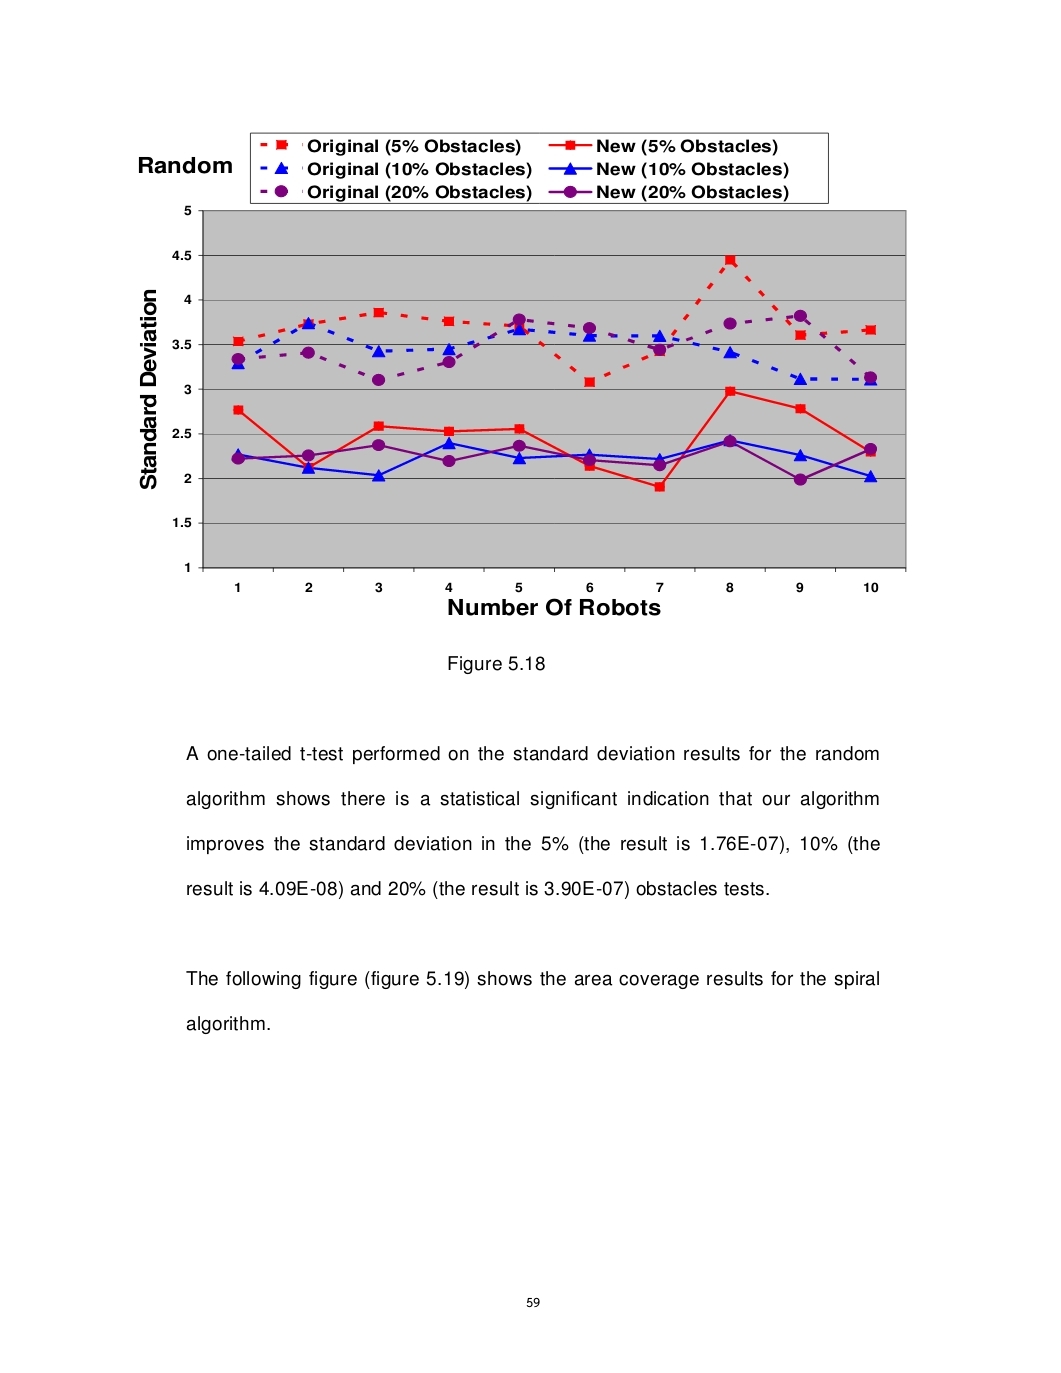 Random
Original (5% Obstacles) New (5% Obstacles)
Original (10% Obstacles) New (10% Obstacles)
Original (20% Obstacles) New (20% Obstacles)
Standard Deviation
5
4.5
4
3.5
3
2.5
2
1.5
1
1 2 3 4 5 6 7 8 9 10
Number Of Robots
Figure 5.18
A one-tailed t-test performed on the standard deviation results for the random
algorithm shows there is a statistical significant indication that our algorithm
improves the standard deviation in the 5% (the result is 1.76E-07), 10% (the
result is 4.09E-08) and 20% (the result is 3.90E-07) obstacles tests.
The following figure (figure 5.19) shows the area coverage results for the spiral
algorithm.
59